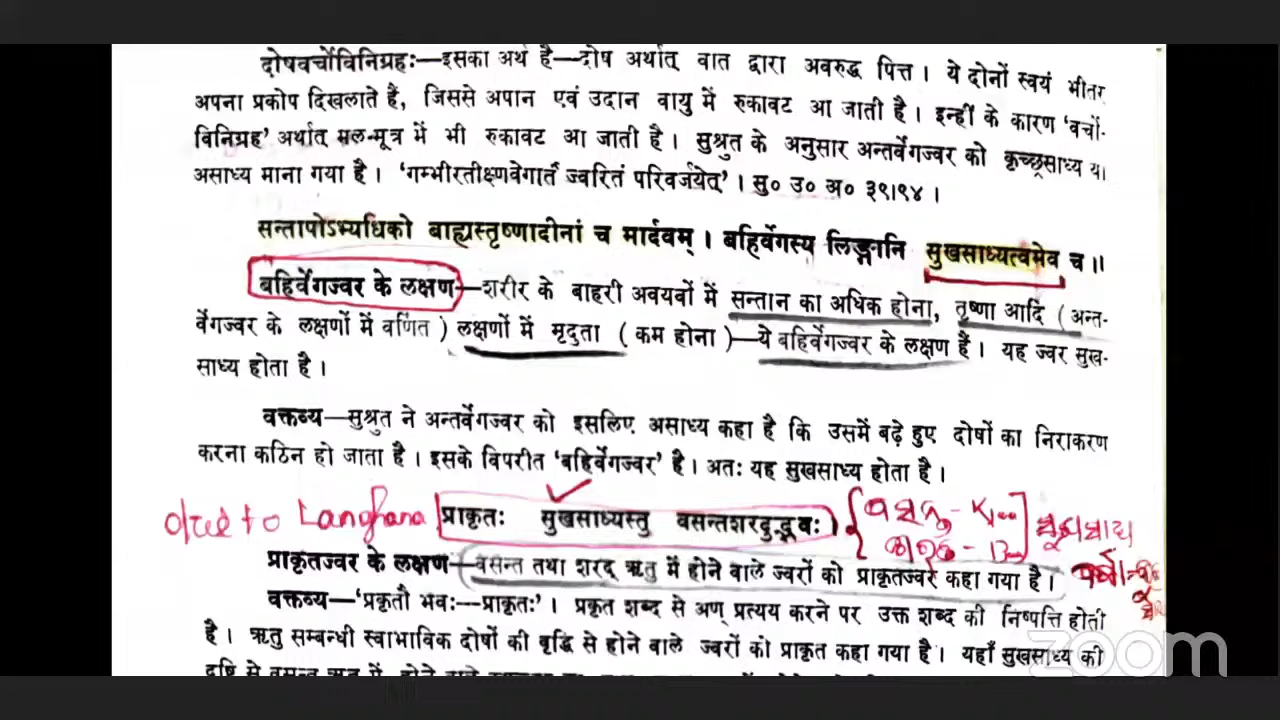 दोषवर्चोविनिग्रहः—इसका अर्थ है—दोष अर्थात् वात द्वारा अवरुद्ध पित्त। ये दोनों स्वयं भीतर
अपना प्रकोप दिखलाते हैं, जिससे अपान एवं उदान वायु में रुकावट आ जाती है। इन्हीं के कारण 'वर्चो-
विनिग्रह' अर्थात् मल-मूत्र में भी रुकावट आ जाती है। सुश्रुत के अनुसार अन्तर्वेगज्वर को कृच्छ्रसाध्य या
असाध्य माना गया है। 'गम्भीरतीक्ष्णवेगार्तं ज्वरितं परिवर्जयेत्'। सु० उ० अ० ३९।९४।
सन्तापोऽभ्यधिको बाह्यस्तृष्णादीनां च मार्दवम्। बहिर्वेगस्य लिङ्गानि सुखसाध्यत्वमेव च॥
बहिर्वेगज्वर के लक्षण—शरीर के बाहरी अवयवों में सन्तान का अधिक होना, तृष्णा आदि (अन्त-
र्वेगज्वर के लक्षणों में वर्णित) लक्षणों में मृदुता (कम होना)—ये बहिर्वेगज्वर के लक्षण हैं। यह ज्वर सुख-
साध्य होता है।
वक्तव्य—सुश्रुत ने अन्तर्वेगज्वर को इसलिए असाध्य कहा है कि उसमें बढ़े हुए दोषों का निराकरण
करना कठिन हो जाता है। इसके विपरीत 'बहिर्वेगज्वर' है। अतः यह सुखसाध्य होता है।
due to Langhana प्राकृतः सुखसाध्यस्तु वसन्तशरदुद्भवः।
प्राकृतज्वर के लक्षण—वसन्त तथा शरद् ऋतु में होने वाले ज्वरों को प्राकृतज्वर कहा गया है।
वक्तव्य—'प्रकृतौ भवः—प्राकृतः'। प्रकृत शब्द से अण् प्रत्यय करने पर उक्त शब्द की निष्पत्ति होती
है। ऋतु सम्बन्धी स्वाभाविक दोषों की वृद्धि से होने वाले ज्वरों को प्राकृत कहा गया है। यहाँ सुखसाध्य की
दृष्टि से वसन्त ऋतु में होने वाले
zoom